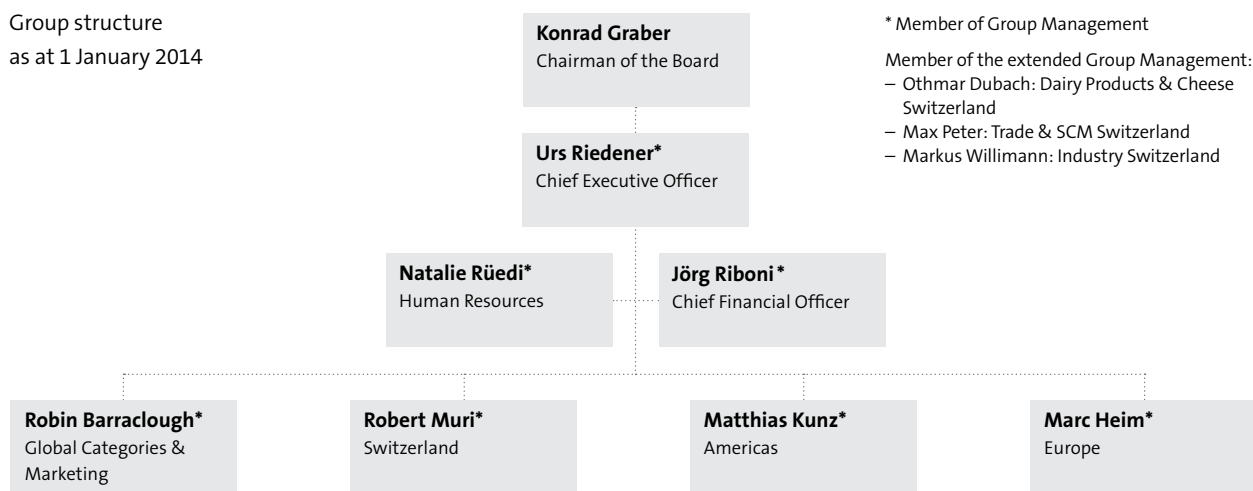 Group structure
as at 1 January 2014
Konrad Graber
Chairman of the Board
* Member of Group Management
Member of the extended Group Management:
– Othmar Dubach: Dairy Products & Cheese
Switzerland
– Max Peter: Trade & SCM Switzerland
– Markus Willimann: Industry Switzerland
Urs Riedener*
Chief Executive Officer
Natalie Rüedi*
Human Resources
Jörg Riboni*
Chief Financial Officer
Robin Barraclough*
Global Categories &
Marketing
Robert Muri*
Switzerland
Matthias Kunz*
Americas
Marc Heim*
Europe